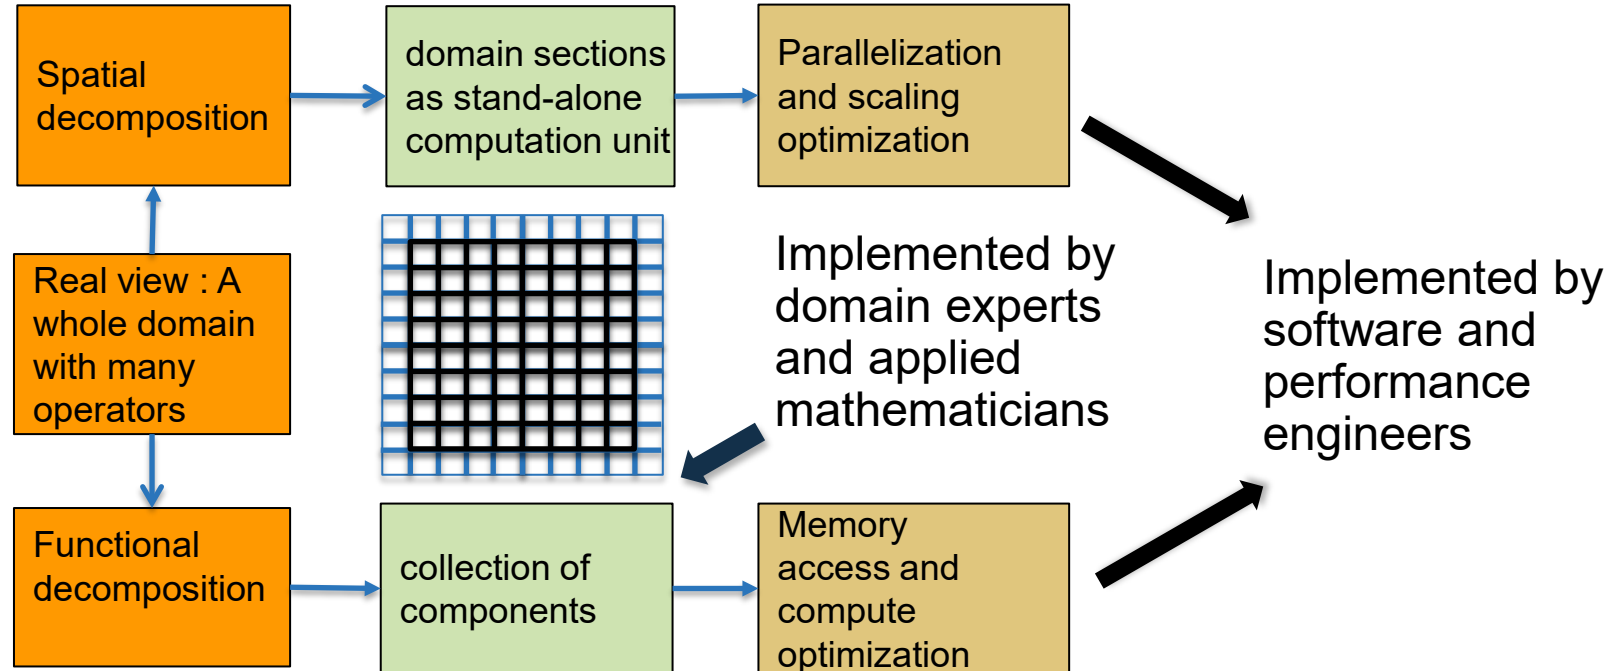 Spatial
decomposition
domain sections
as stand-alone
computation unit
Parallelization
and scaling
optimization
Real view : A
whole domain
with many
operators
Implemented by
domain experts
and applied
mathematicians
Implemented by
software and
performance
engineers
Functional
decomposition
collection of
components
Memory
access and
compute
optimization